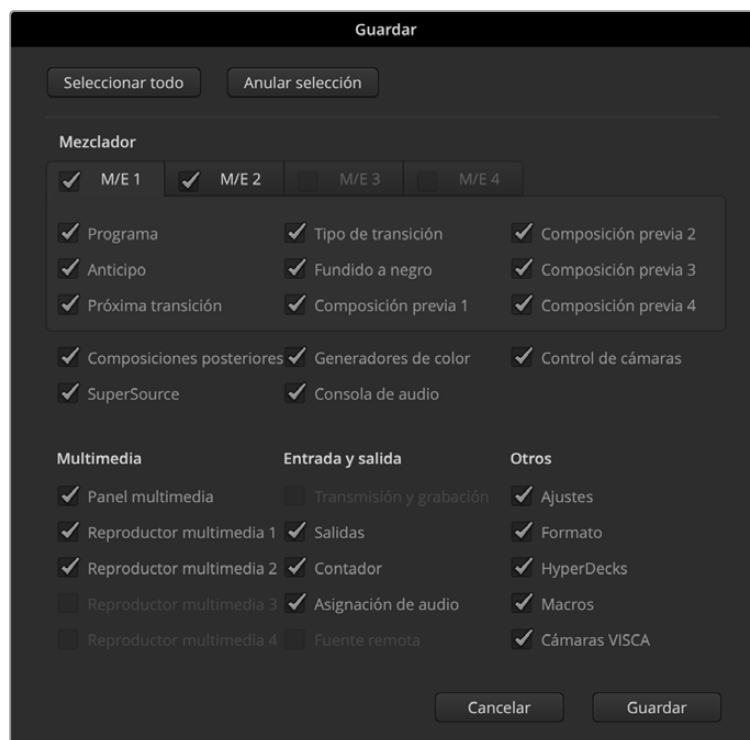 Guardar
Seleccionar todo Anular selección
Mezclador
M/E 1 M/E 2 M/E 3 M/E 4
Programa Tipo de transición Composición previa 2
Anticipo Fundido a negro Composición previa 3
Próxima transición Composición previa 1 Composición previa 4
Composiciones posteriores Generadores de color Control de cámaras
SuperSource Consola de audio
Multimedia Entrada y salida Otros
Panel multimedia Transmisión y grabación Ajustes
Reproductor multimedia 1 Salidas Formato
Reproductor multimedia 2 Contador HyperDecks
Reproductor multimedia 3 Asignación de audio Macros
Reproductor multimedia 4 Fuente remota Cámaras VISCA
Cancelar Guardar